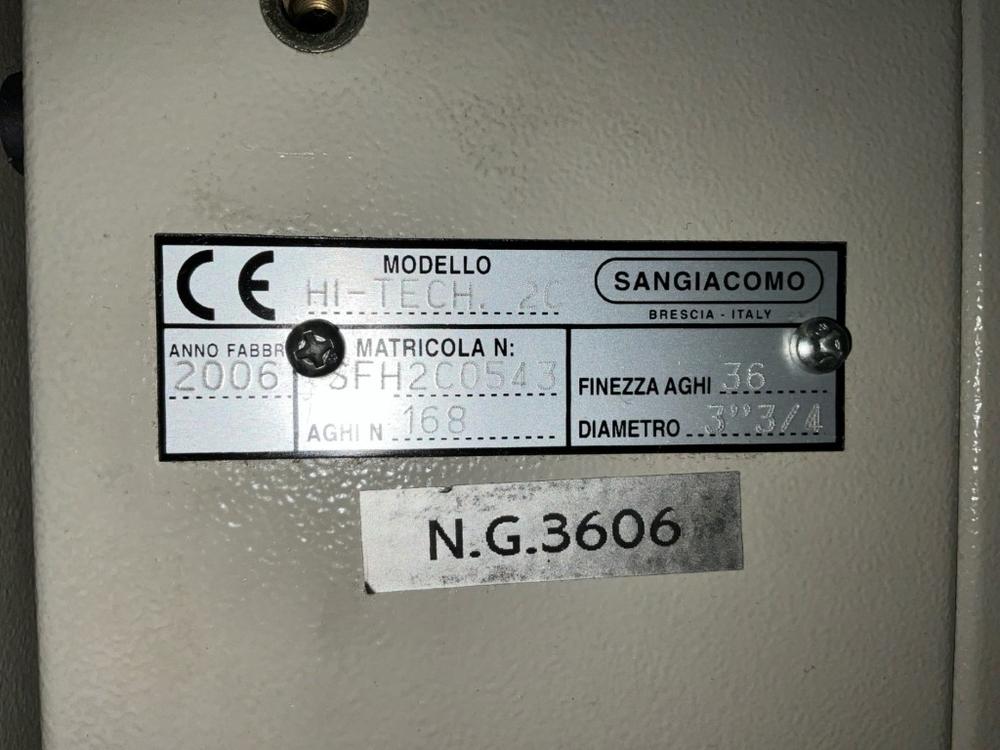 CE
MODELLO
HI-TECH. 2C
SANGIACOMO
BRESCIA - ITALY
ANNO FABBR
2006
MATRICOLA N:
SFH2C0543
AGHI N 168
FINEZZA AGHI 36
DIAMETRO 3"3/4
N.G.3606